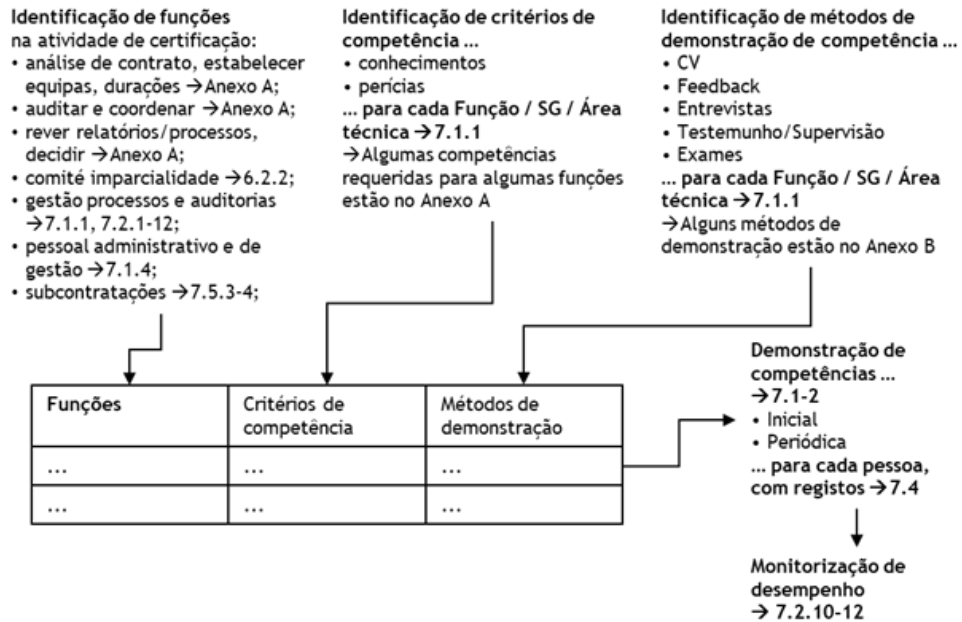 Identificação de funções
na atividade de certificação:
• análise de contrato, estabelecer
equipas, durações →Anexo A;
• auditar e coordenar →Anexo A;
• rever relatórios/processos,
decidir →Anexo A;
• comité imparcialidade →6.2.2;
• gestão processos e auditorias
→7.1.1, 7.2.1-12;
• pessoal administrativo e de
gestão →7.1.4;
• subcontratações →7.5.3-4;
Identificação de critérios de
competência ...
• conhecimentos
• perícias
... para cada Função / SG / Área
técnica →7.1.1
→Algumas competências
requeridas para algumas funções
estão no Anexo A
Identificação de métodos de
demonstração de competência ...
• CV
• Feedback
• Entrevistas
• Testemunho/Supervisão
• Exames
... para cada Função / SG / Área
técnica →7.1.1
→Alguns métodos de
demonstração estão no Anexo B
Funções
Critérios de
competência
Métodos de
demonstração
... ... ...
... ... ...
Demonstração de
competências ...
→7.1-2
• Inicial
• Periódica
... para cada pessoa,
com registos →7.4
Monitorização de
desempenho
→ 7.2.10-12